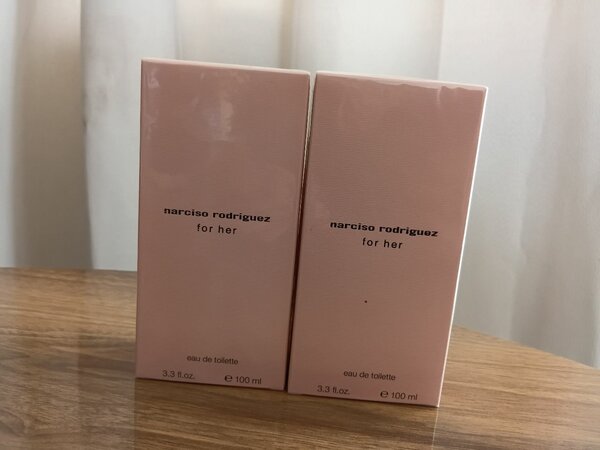 narciso rodriguez
for her
eau de toilette
3.3 fl.oz. ℮ 100 ml
narciso rodriguez
for her
eau de toilette
3.3 fl.oz. ℮ 100 ml